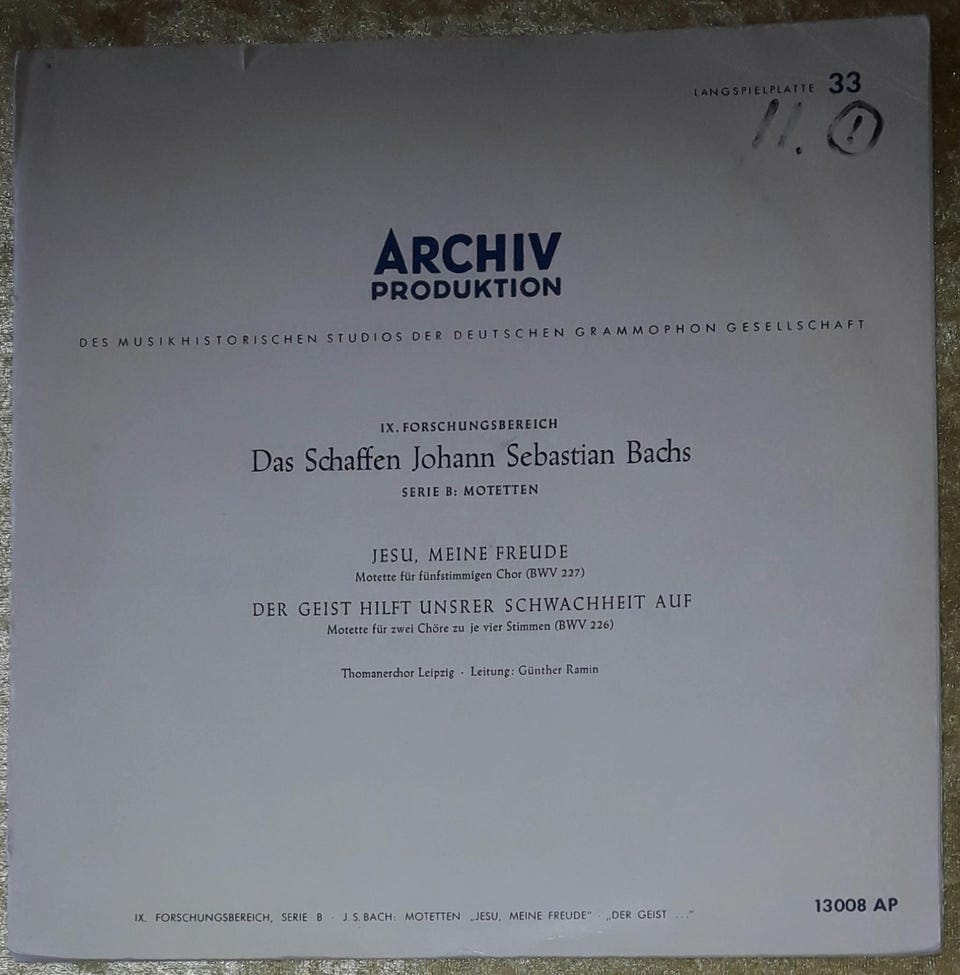 LANGSPIELPLATTE 33
11. !
ARCHIV
PRODUKTION
DES MUSIKHISTORISCHEN STUDIOS DER DEUTSCHEN GRAMMOPHON GESELLSCHAFT
IX. FORSCHUNGSBEREICH
Das Schaffen Johann Sebastian Bachs
SERIE B: MOTETTEN
JESU, MEINE FREUDE
Motette für fünfstimmigen Chor (BWV 227)
DER GEIST HILFT UNSRER SCHWACHHEIT AUF
Motette für zwei Chöre zu je vier Stimmen (BWV 226)
Thomanerchor Leipzig · Leitung: Günther Ramin
IX. FORSCHUNGSBEREICH, SERIE B · J. S. BACH: MOTETTEN „JESU, MEINE FREUDE“ · „DER GEIST ...“
13008 AP